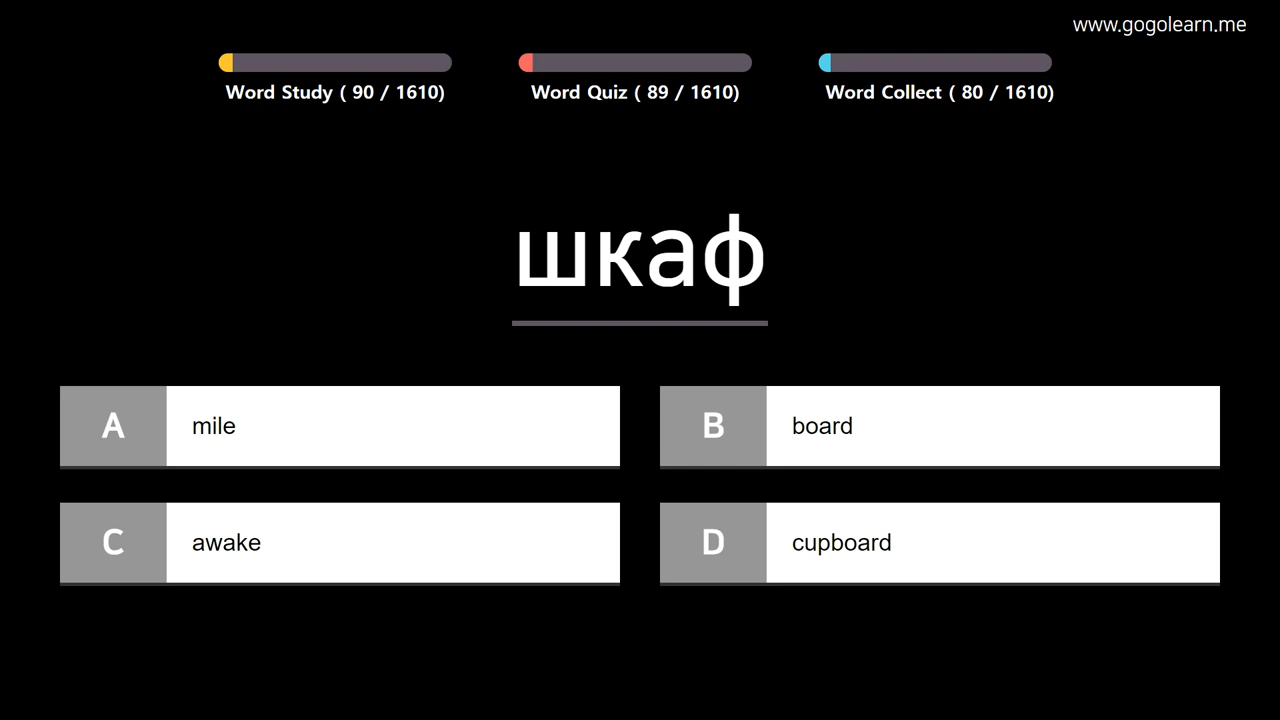 www.gogolearn.me
Word Study ( 90 / 1610)
Word Quiz ( 89 / 1610)
Word Collect ( 80 / 1610)
шкаф
A mile
B board
C awake
D cupboard